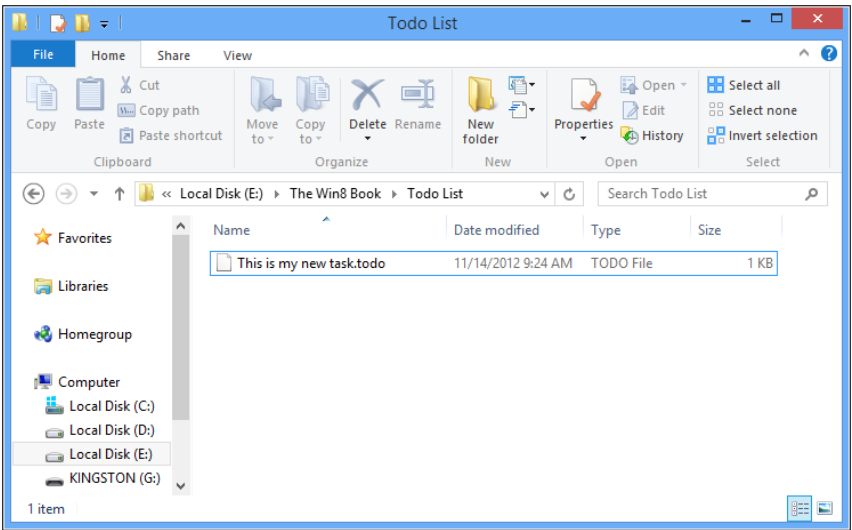 Todo List
File Home Share View
Copy
Paste
Cut
Copy path
Paste shortcut
Clipboard
Move to
Copy to
Delete
Rename
Organize
New folder
New
Properties
Open
Edit
History
Open
Select all
Select none
Invert selection
Select
« Local Disk (E:) The Win8 Book Todo List
Search Todo List
Favorites
Libraries
Homegroup
Computer
Local Disk (C:)
Local Disk (D:)
Local Disk (E:)
KINGSTON (G:)
Name Date modified Type Size
This is my new task.todo 11/14/2012 9:24 AM TODO File 1 KB
1 item